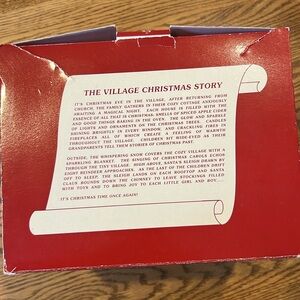 THE VILLAGE CHRISTMAS STORY
IT'S CHRISTMAS EVE IN THE VILLAGE. AFTER RETURNING FROM
CHURCH, THE FAMILY GATHERS IN THEIR COZY COTTAGE ANXIOUSLY
AWAITING A MAGICAL NIGHT. EACH HOUSE IS FILLED WITH THE
ESSENCE OF ALL THAT IS CHRISTMAS: SMELLS OF BROOM APPLE CIDER
AND GOOD THINGS BAKING IN THE OVEN. THE GLOW AND SPARKLE
OF LIGHTS AND ORNAMENTS ON THE CHRISTMAS TREES. CANDLES
SHINING BRIGHTLY IN EVERY WINDOW, AND CRACKLING FIRES IN
FIREPLACES ALL OF WHICH CREATE A FEELING OF WARMTH
THROUGHOUT THE VILLAGE. CHILDREN SIT WIDE-EYED AS THEIR
GRANDPARENTS TELL THEM STORIES OF CHRISTMAS PAST.
OUTSIDE, THE WHISPERING SNOW COVERS THE COZY VILLAGE WITH A
SPARKLING BLANKET. THE SINGING OF CHRISTMAS CAROLS ECHOES
THROUGH THE TINY VILLAGE. HIGH ABOVE, SANTA'S SLEIGH DRAWN BY
EIGHT REINDEER APPROACHES. AS THE LAST OF THE CHILDREN DRIFT
OFF TO SLEEP, THE SLEIGH LANDS ON EACH ROOFTOP AND SANTA
CLAUS BOUNDS DOWN THE CHIMNEY TO LEAVE STOCKINGS FILLED
WITH TOYS AND TO BRING JOY TO EACH LITTLE GIRL AND BOY....
IT'S CHRISTMAS TIME ONCE AGAIN!